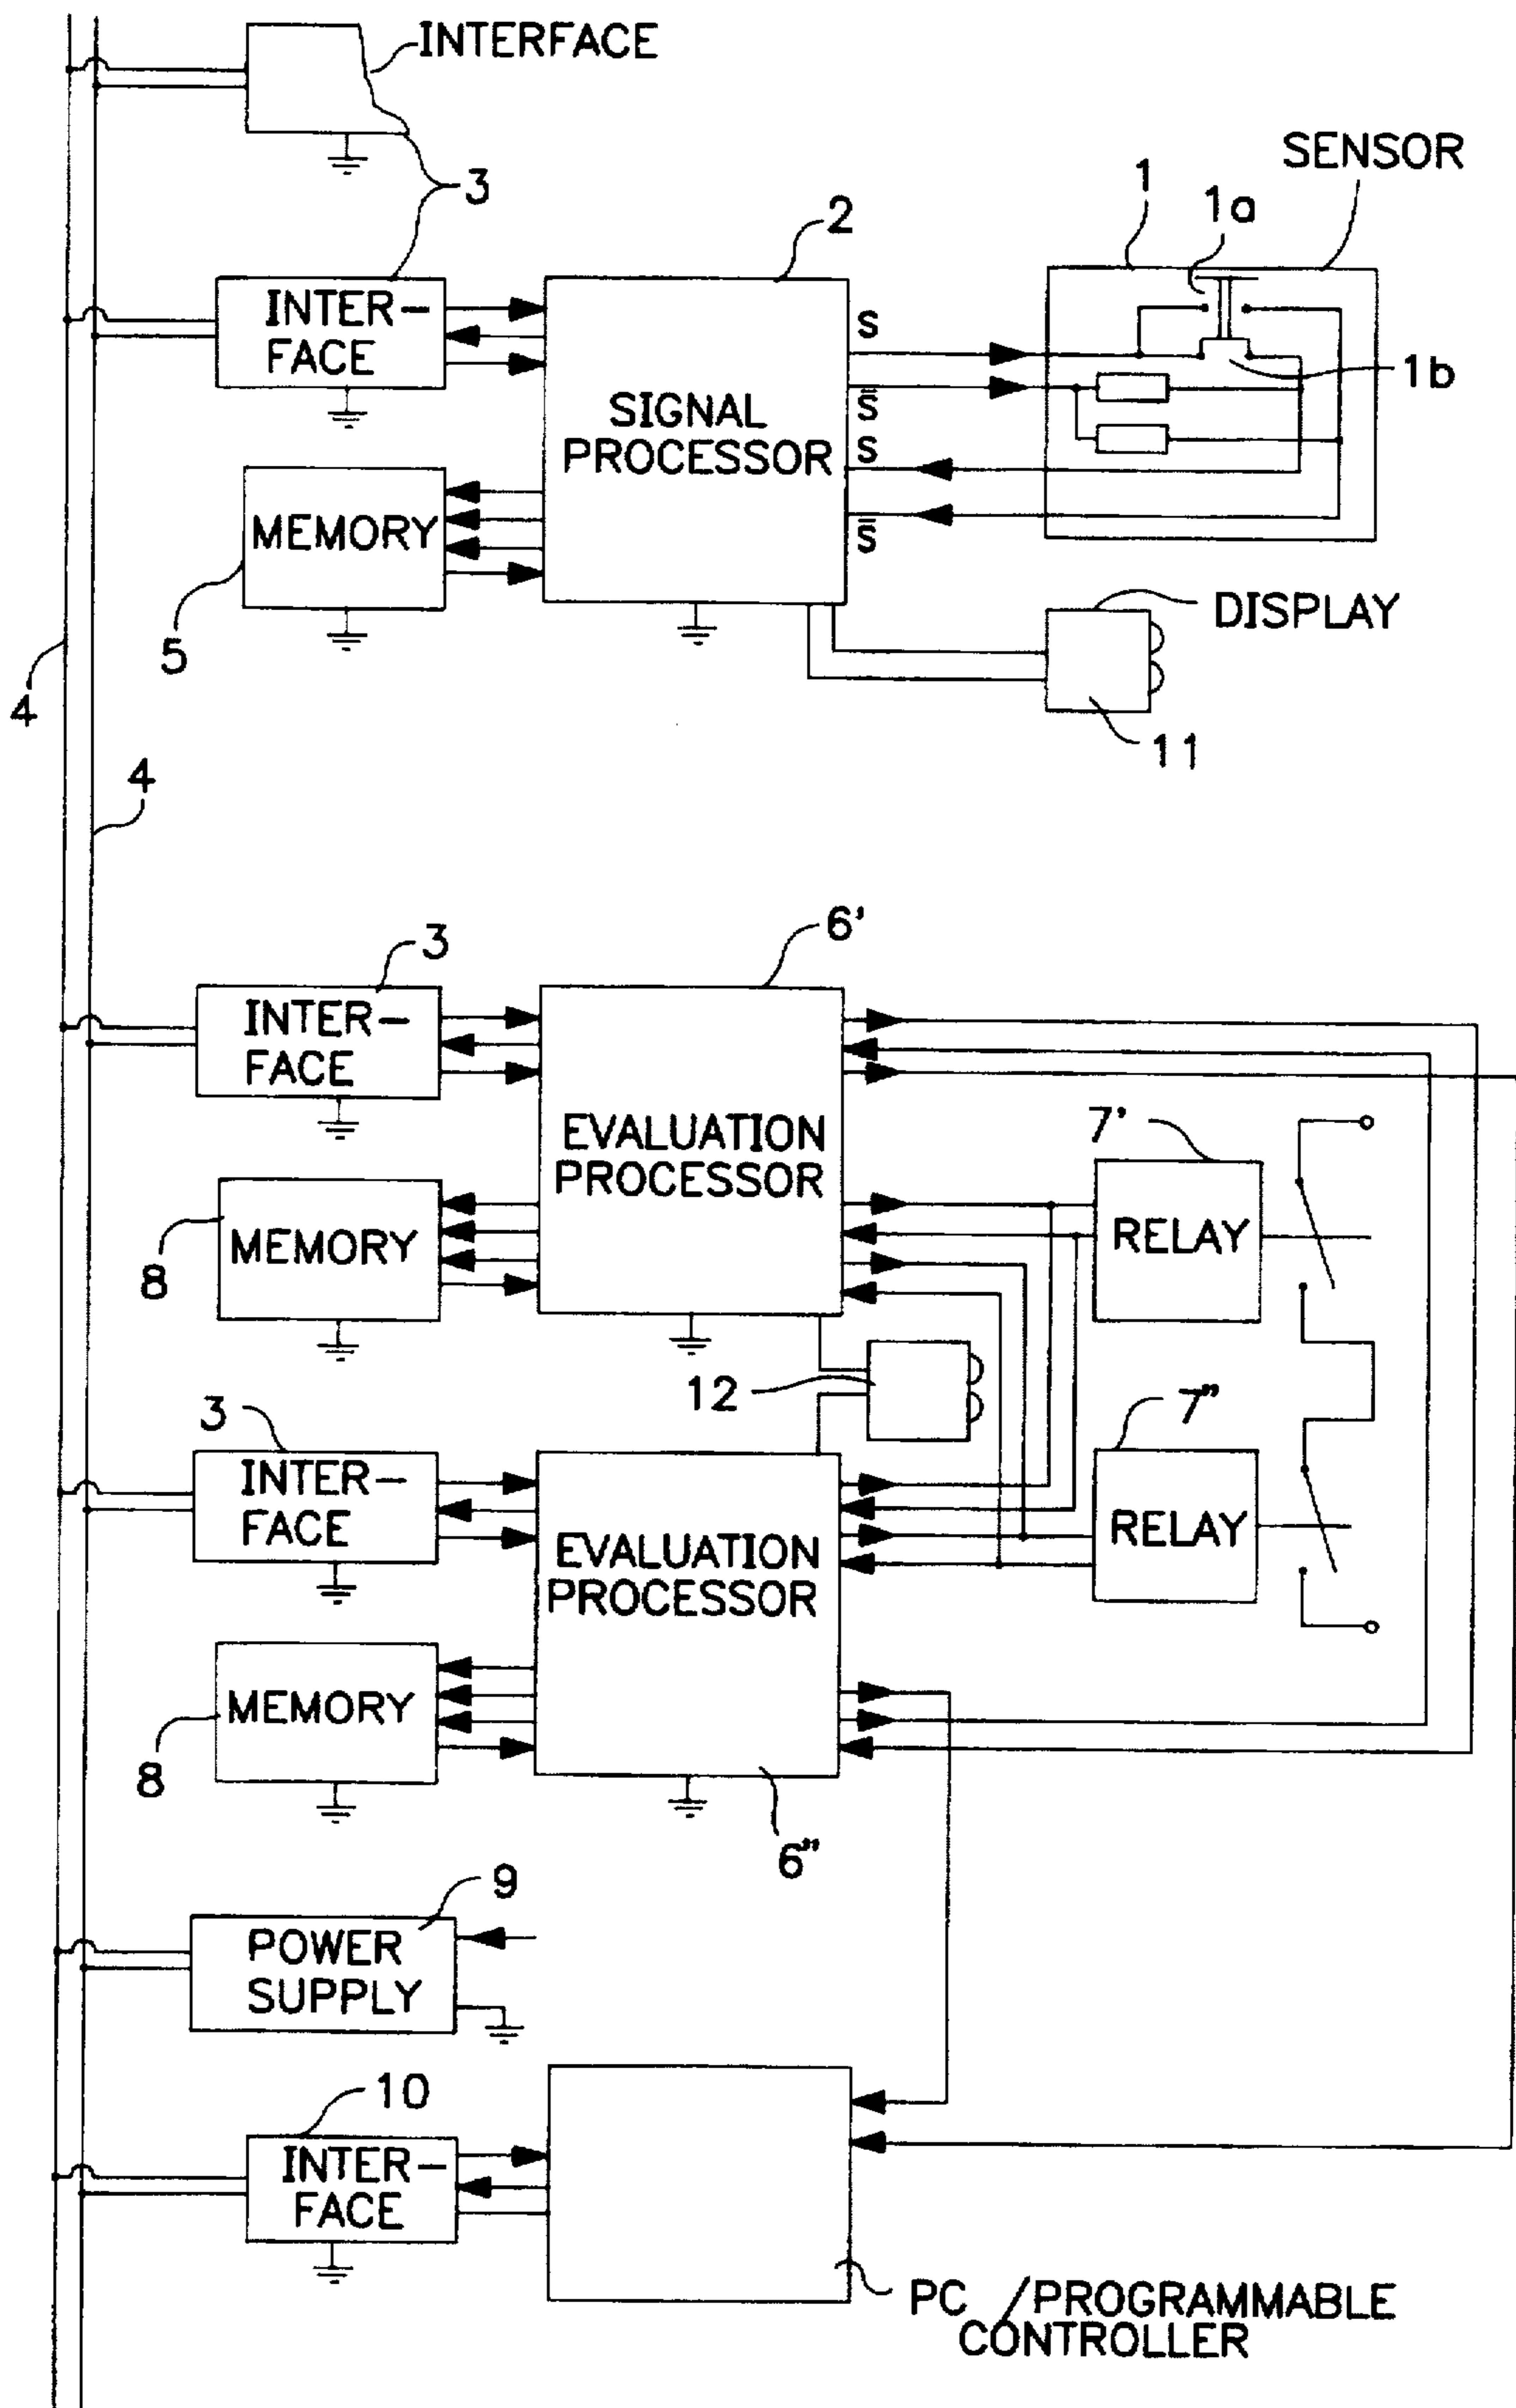 INTERFACE
3
SENSOR
1
1a
2
INTER-
FACE
S
S̄
S
S̄
1b
SIGNAL
PROCESSOR
MEMORY
5
DISPLAY
11
4
4
3
6'
INTER-
FACE
EVALUATION
PROCESSOR
7'
RELAY
MEMORY
8
12
7"
3
INTER-
FACE
EVALUATION
PROCESSOR
RELAY
MEMORY
8
6"
9
POWER
SUPPLY
10
INTER-
FACE
PC /PROGRAMMABLE
CONTROLLER